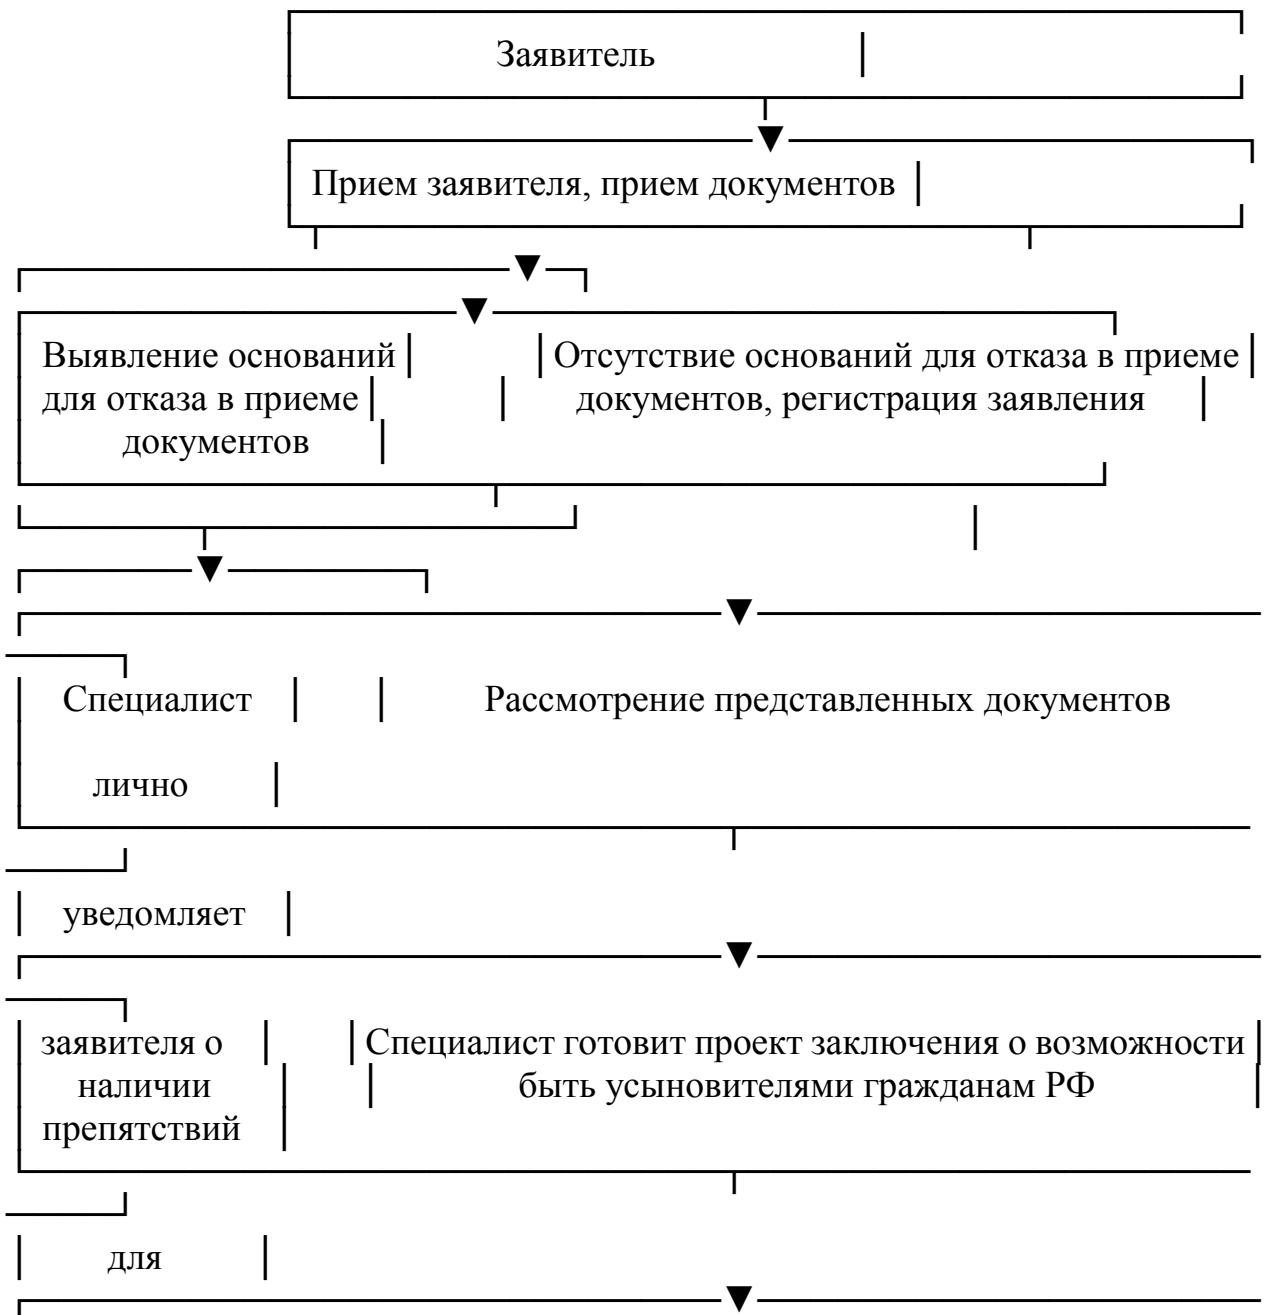 Заявитель
Прием заявителя, прием документов
Выявление оснований Отсутствие оснований для отказа в приеме
для отказа в приеме документов, регистрация заявления
документов
Специалист Рассмотрение представленных документов
лично
уведомляет
заявителя о Специалист готовит проект заключения о возможности
наличии быть усыновителями гражданам РФ
препятствий
для